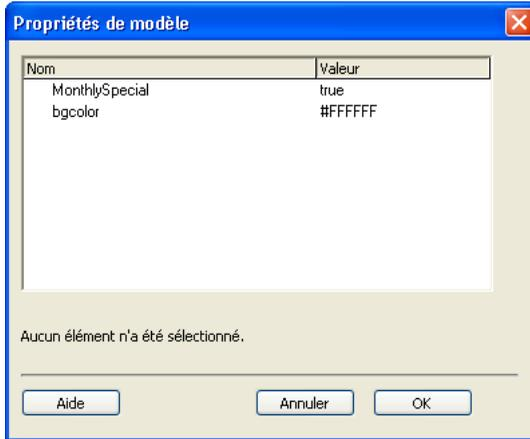 Propriétés de modèle
Nom Valeur
MonthlySpecial true
bgcolor #FFFFFF
Aucun élément n'a été sélectionné.
Aide Annuler OK